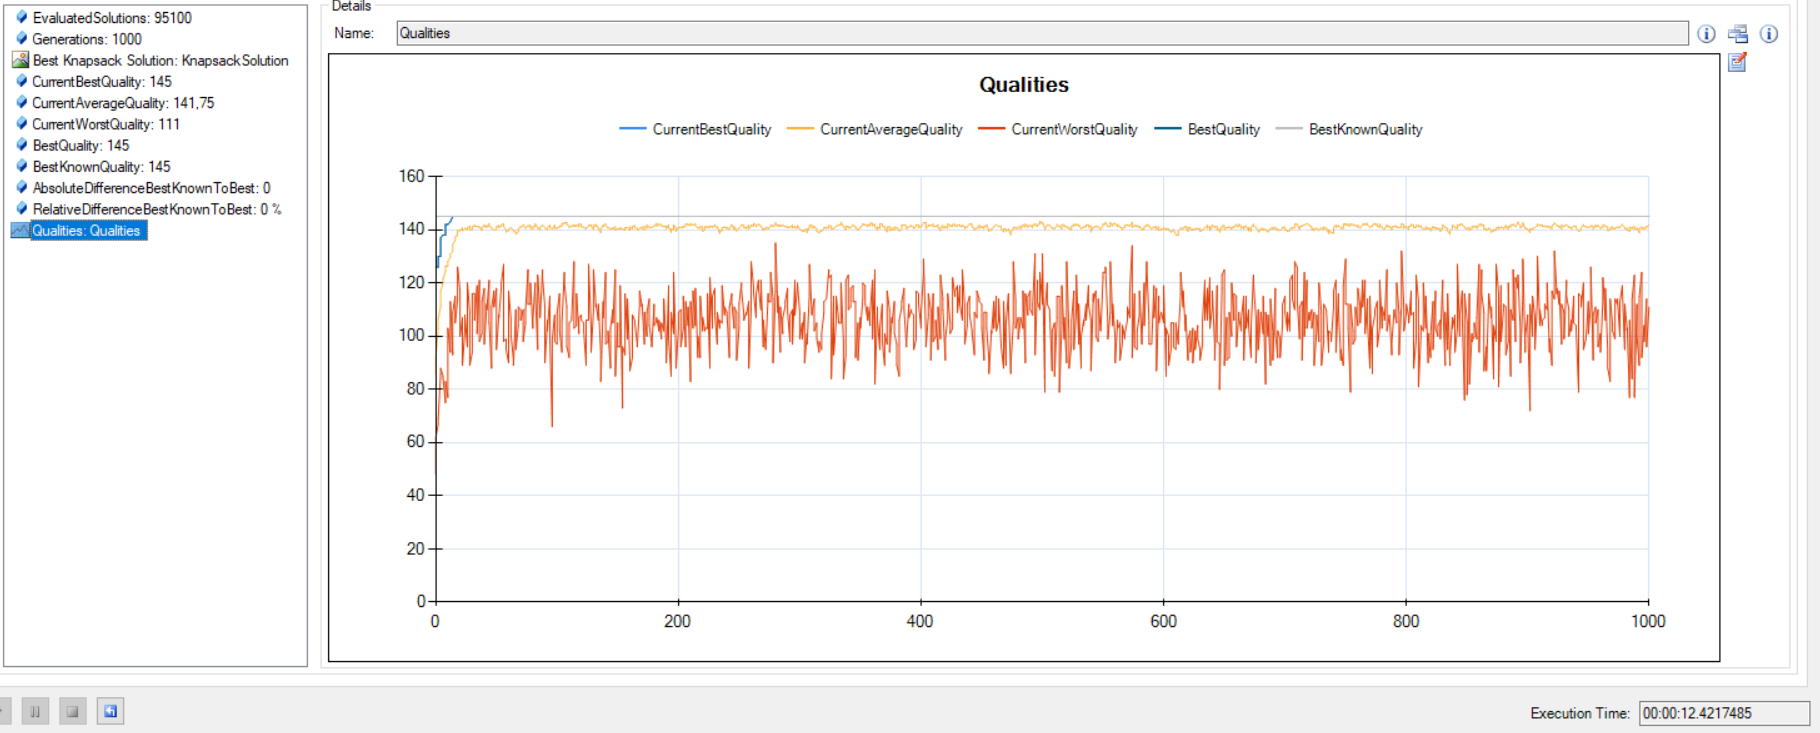 EvaluatedSolutions: 95100
Generations: 1000
Best Knapsack Solution: KnapsackSolution
CurrentBestQuality: 145
CurrentAverageQuality: 141,75
CurrentWorstQuality: 111
BestQuality: 145
BestKnownQuality: 145
AbsoluteDifferenceBestKnownToBest: 0
RelativeDifferenceBestKnownToBest: 0 %
Qualities: Qualities
Details
Name: Qualities
Qualities
CurrentBestQuality CurrentAverageQuality CurrentWorstQuality BestQuality BestKnownQuality
160
140
120
100
80
60
40
20
0
0 200 400 600 800 1000
Execution Time: 00:00:12.4217485